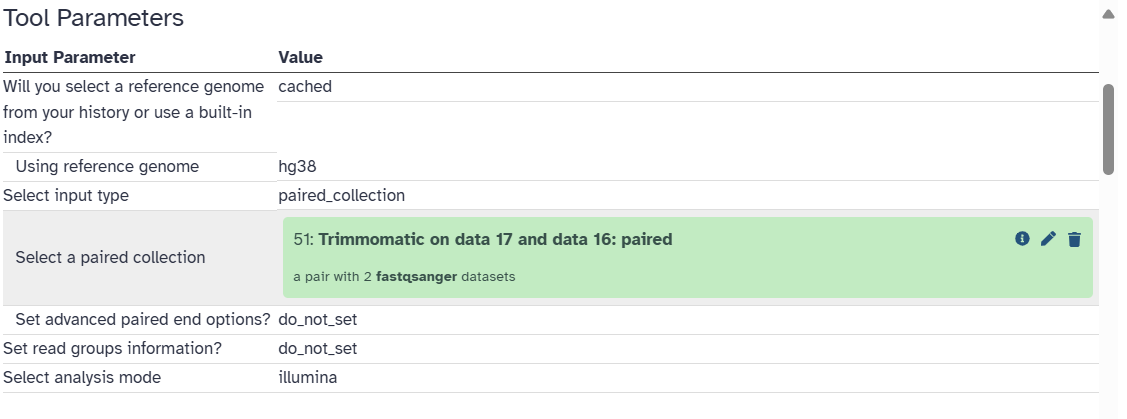 Tool Parameters
Input Parameter Value
Will you select a reference genome cached
from your history or use a built-in
index?
Using reference genome hg38
Select input type paired_collection
51: Trimmomatic on data 17 and data 16: paired
Select a paired collection
a pair with 2 fastqsanger datasets
Set advanced paired end options? do_not_set
Set read groups information? do_not_set
Select analysis mode illumina